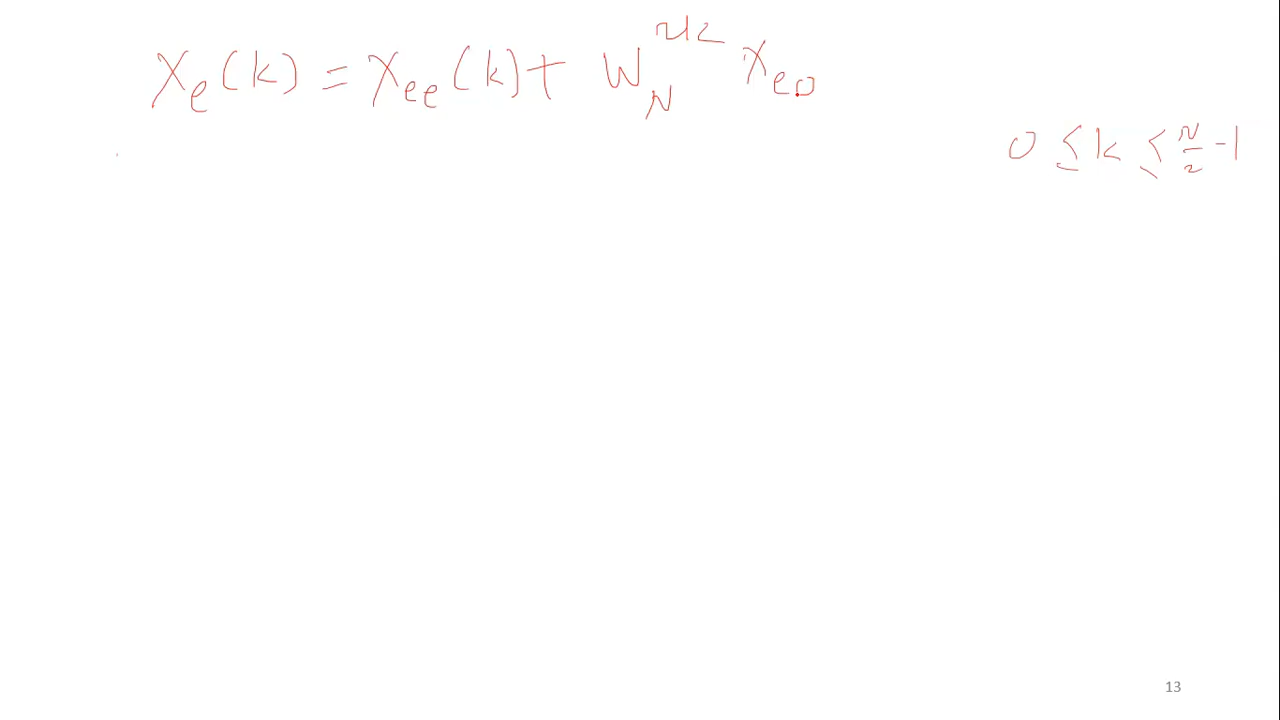 Xe(k) = Xee(k) + W_N^{2k} Xeo
0 ≤ k ≤ N/2 -1
13